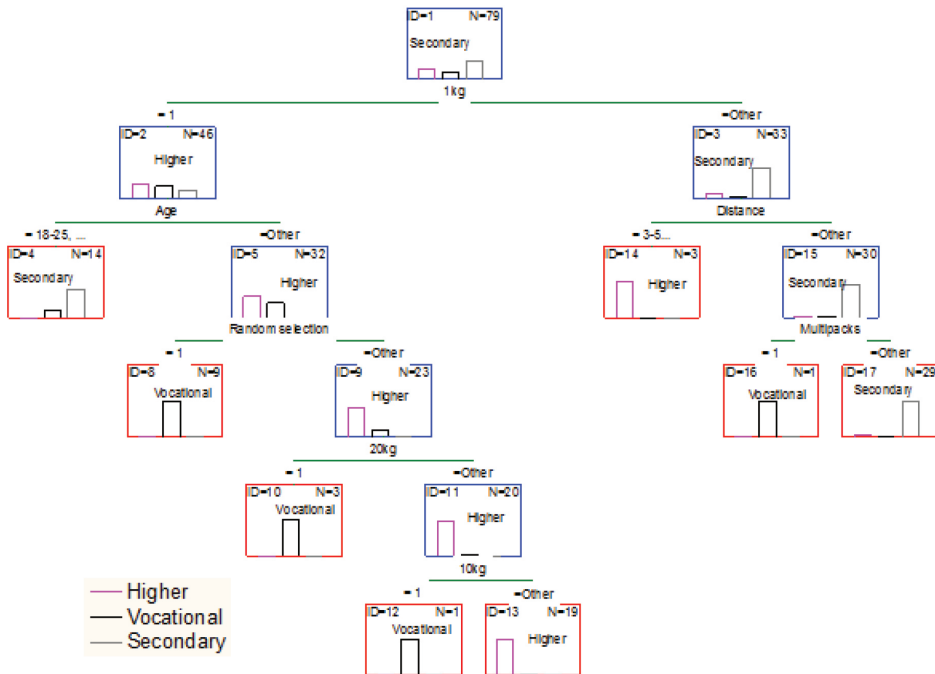 ID=1 N=79
Secondary
1kg
= 1 =Other
ID=2 N=46 ID=3 N=33
Higher Secondary
Age Distance
= 18-25, ... =Other = 3-5... =Other
ID=4 N=14 ID=5 N=32 ID=14 N=3 ID=15 N=30
Secondary Higher Higher Secondary
Random selection Multipacks
= 1 =Other = 1 =Other
ID=8 N=9 ID=9 N=23 ID=16 N=1 ID=17 N=29
Vocational Higher Vocational Secondary
20kg
= 1 =Other
ID=10 N=3 ID=11 N=20
Vocational Higher
10kg
= 1 =Other
ID=12 N=1 ID=13 N=19
Vocational Higher
Higher
Vocational
Secondary